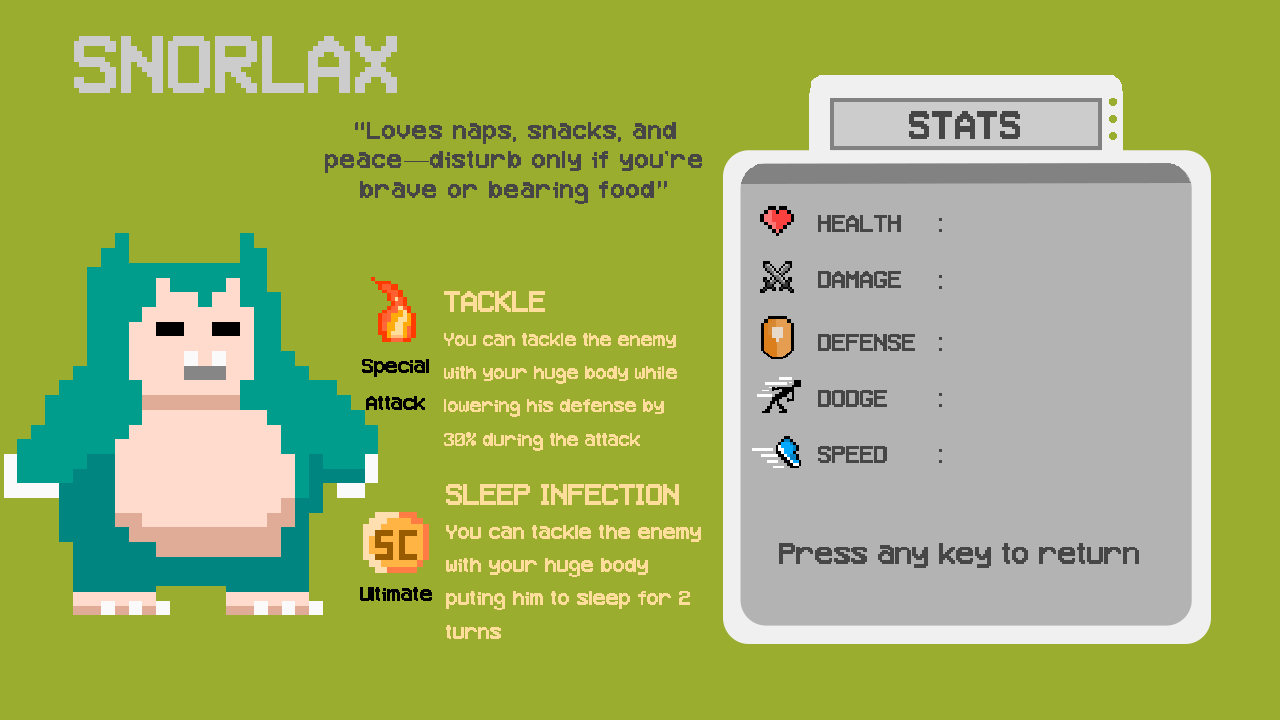 SNORLAX
"Loves naps, snacks, and
peace—disturb only if you're
brave or bearing food"
TACKLE
You can tackle the enemy
with your huge body while
lowering his defense by
30% during the attack
Special
Attack
SLEEP INFECTION
You can tackle the enemy
with your huge body
puting him to sleep for 2
turns
SC
Ultimate
STATS
HEALTH :
DAMAGE :
DEFENSE :
DODGE :
SPEED :
Press any key to return